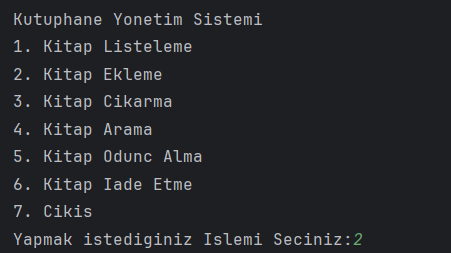 Kutuphane Yonetim Sistemi
1. Kitap Listeleme
2. Kitap Ekleme
3. Kitap Cikarma
4. Kitap Arama
5. Kitap Odunc Alma
6. Kitap Iade Etme
7. Cikis
Yapmak istediginiz Islemi Seciniz:2